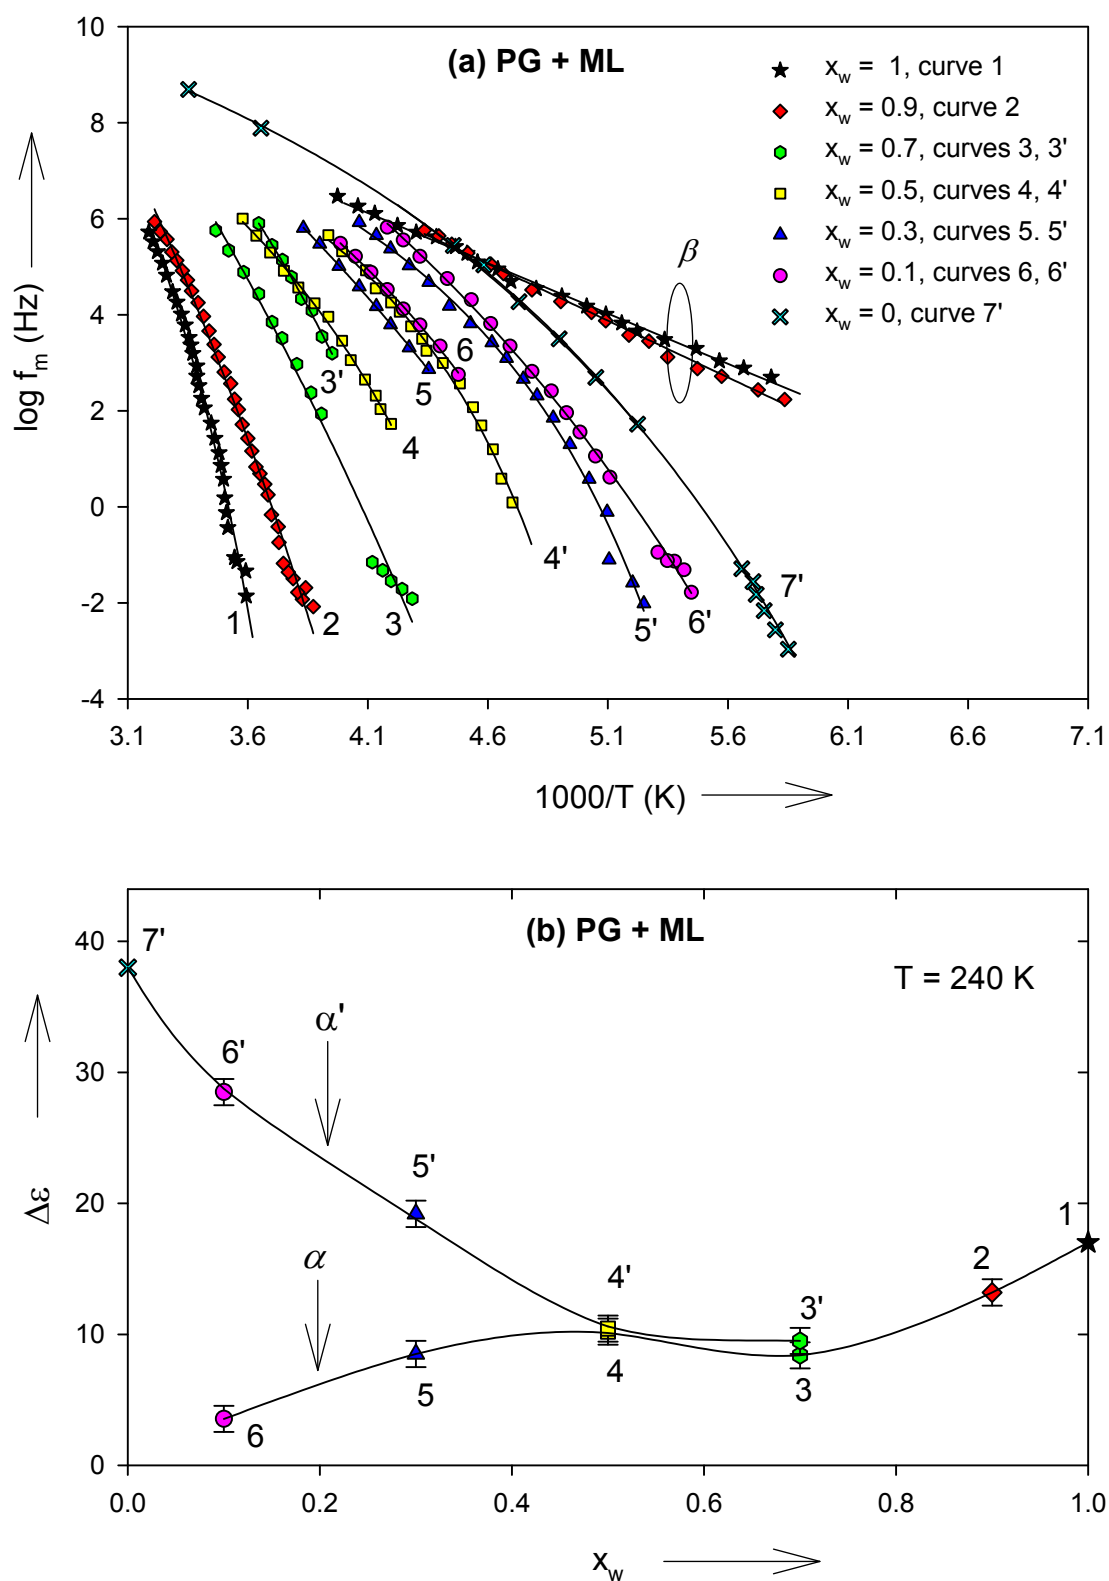 (a) PG + ML
x_w = 1, curve 1
x_w = 0.9, curve 2
x_w = 0.7, curves 3, 3'
x_w = 0.5, curves 4, 4'
x_w = 0.3, curves 5. 5'
x_w = 0.1, curves 6, 6'
x_w = 0, curve 7'
log f_m (Hz)
10
8
6
4
2
0
-2
-4
β
1
2
3
3'
4
4'
5
5'
6
6'
7'
3.1 3.6 4.1 4.6 5.1 5.6 6.1 6.6 7.1
1000/T (K)
(b) PG + ML
T = 240 K
Δε
40
30
20
10
0
7'
6'
α'
5'
α
4'
3'
2
1
6
5
4
3
0.0 0.2 0.4 0.6 0.8 1.0
x_w